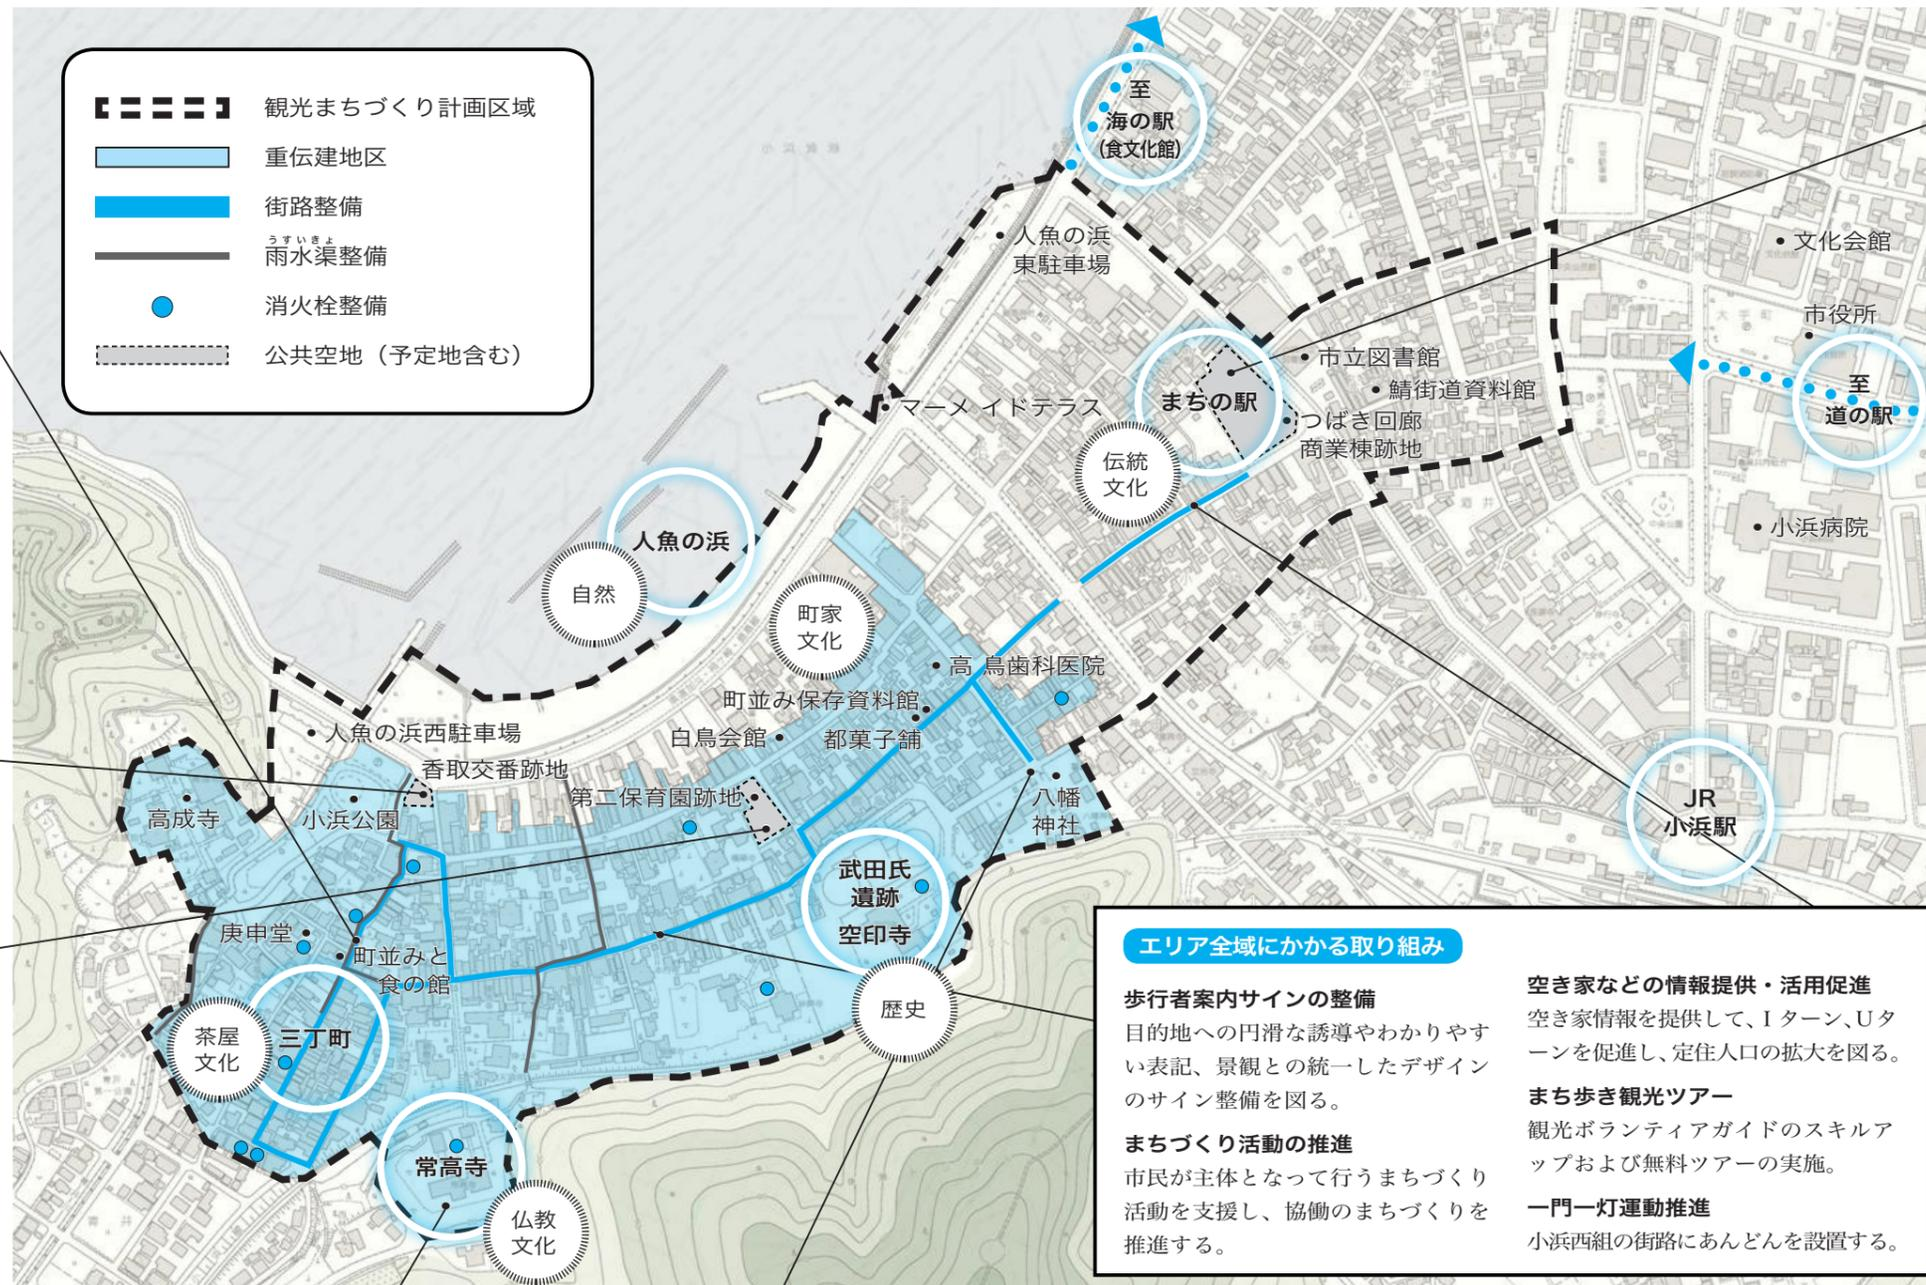 観光まちづくり計画区域
重伝建地区
街路整備
うすいきょ
雨水渠整備
消火栓整備
公共空地（予定地含む）
至
海の駅
(食文化館)
人魚の浜
東駐車場
文化会館
市役所
至
道の駅
市立図書館
鯖街道資料館
まちの駅
つばき回廊
商業棟跡地
マーメイドテラス
伝統
文化
小浜病院
人魚の浜
自然
町家
文化
高鳥歯科医院
町並み保存資料館
白鳥会館
都菓子舗
人魚の浜西駐車場
香取交番跡地
第二保育園跡地
高成寺
小浜公園
八幡
神社
JR
小浜駅
武田氏
遺跡
空印寺
庚申堂
町並みと
食の館
歴史
茶屋
文化
三丁町
常高寺
仏教
文化
エリア全域にかかる取り組み
歩行者案内サインの整備
目的地への円滑な誘導やわかりやす
い表記、景観との統一したデザイン
のサイン整備を図る。
まちづくり活動の推進
市民が主体となって行うまちづくり
活動を支援し、協働のまちづくりを
推進する。
空き家などの情報提供・活用促進
空き家情報を提供して、Iターン、Uタ
ーンを促進し、定住人口の拡大を図る。
まち歩き観光ツアー
観光ボランティアガイドのスキルア
ップおよび無料ツアーの実施。
一門一灯運動推進
小浜西組の街路にあんどんを設置する。